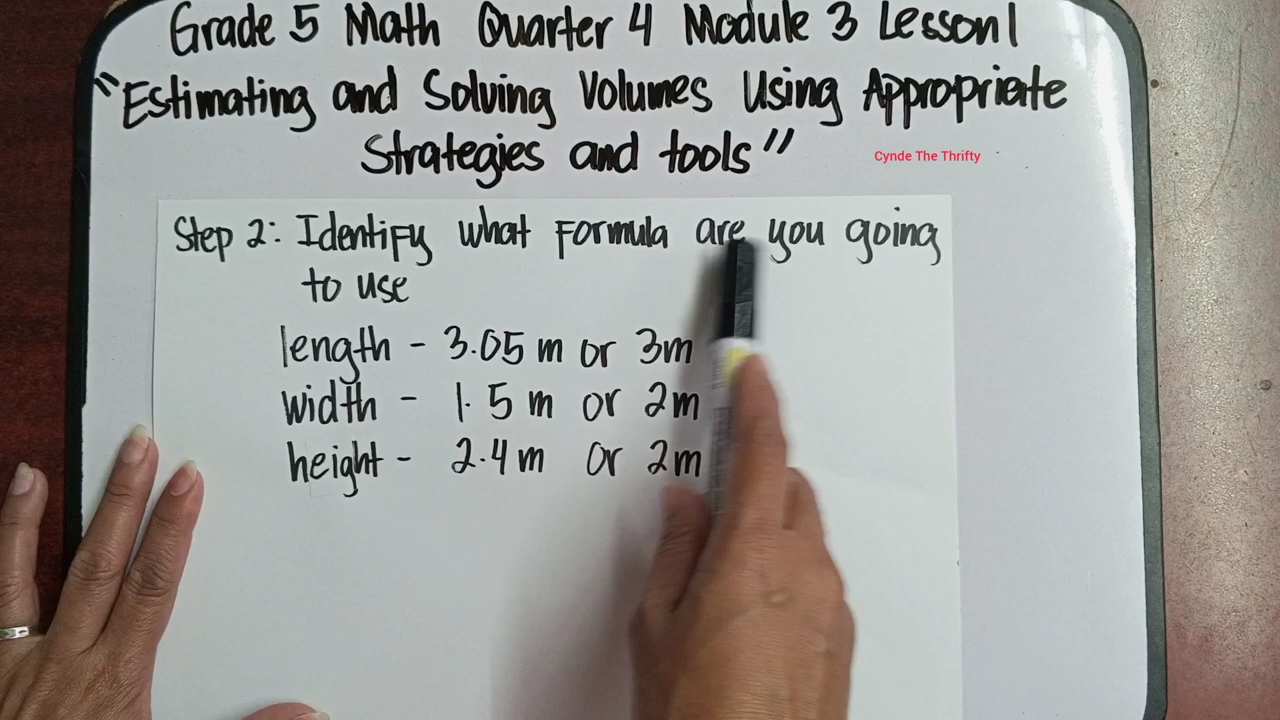 Grade 5 Math Quarter 4 Module 3 Lesson 1
"Estimating and Solving Volumes Using Appropriate
Strategies and tools"
Cynde The Thrifty
Step 2: Identify what formula are you going
to use
length - 3.05 m or 3m
width - 1.5 m or 2m
height - 2.4 m or 2m